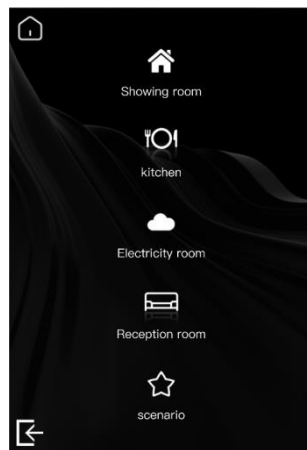 Showing room
kitchen
Electricity room
Reception room
scenario